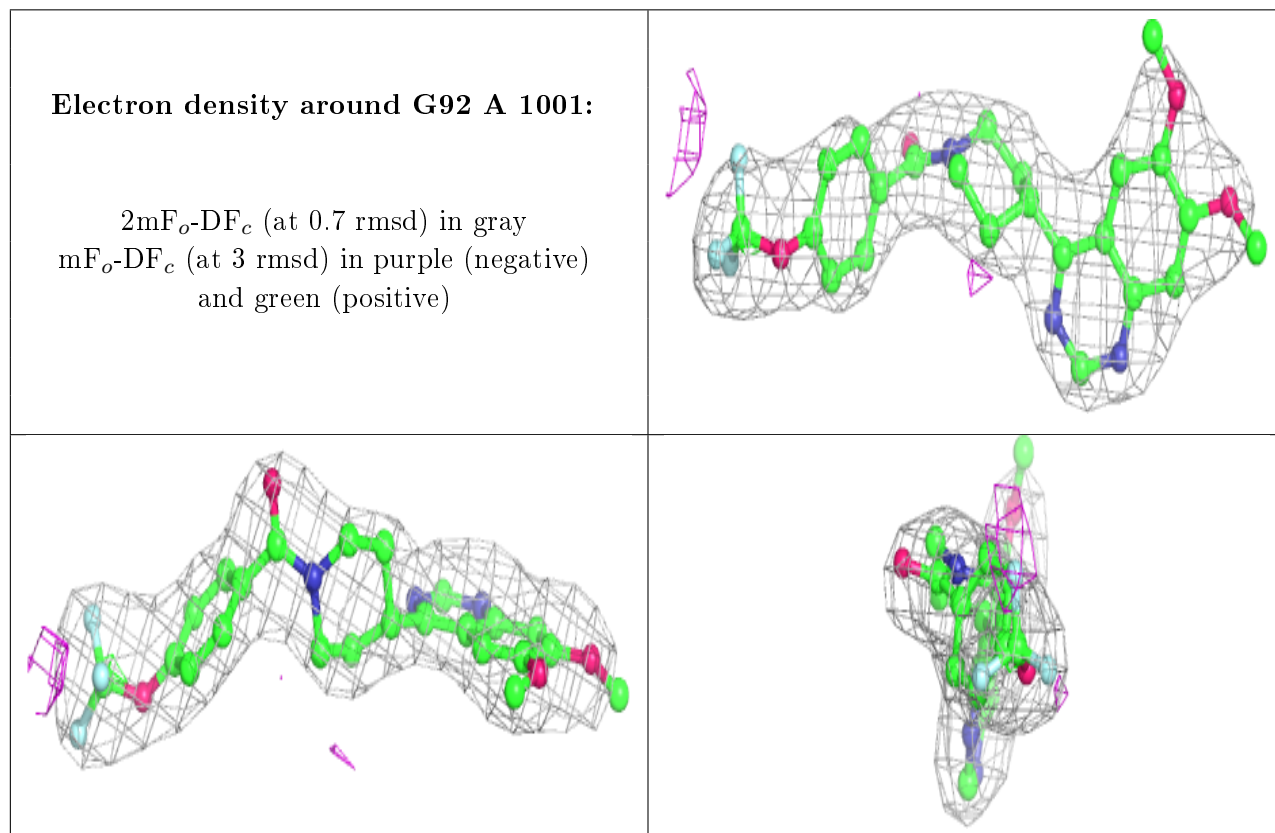 Electron density around G92 A 1001:
2mFo-DFc (at 0.7 rmsd) in gray
mFo-DFc (at 3 rmsd) in purple (negative)
and green (positive)